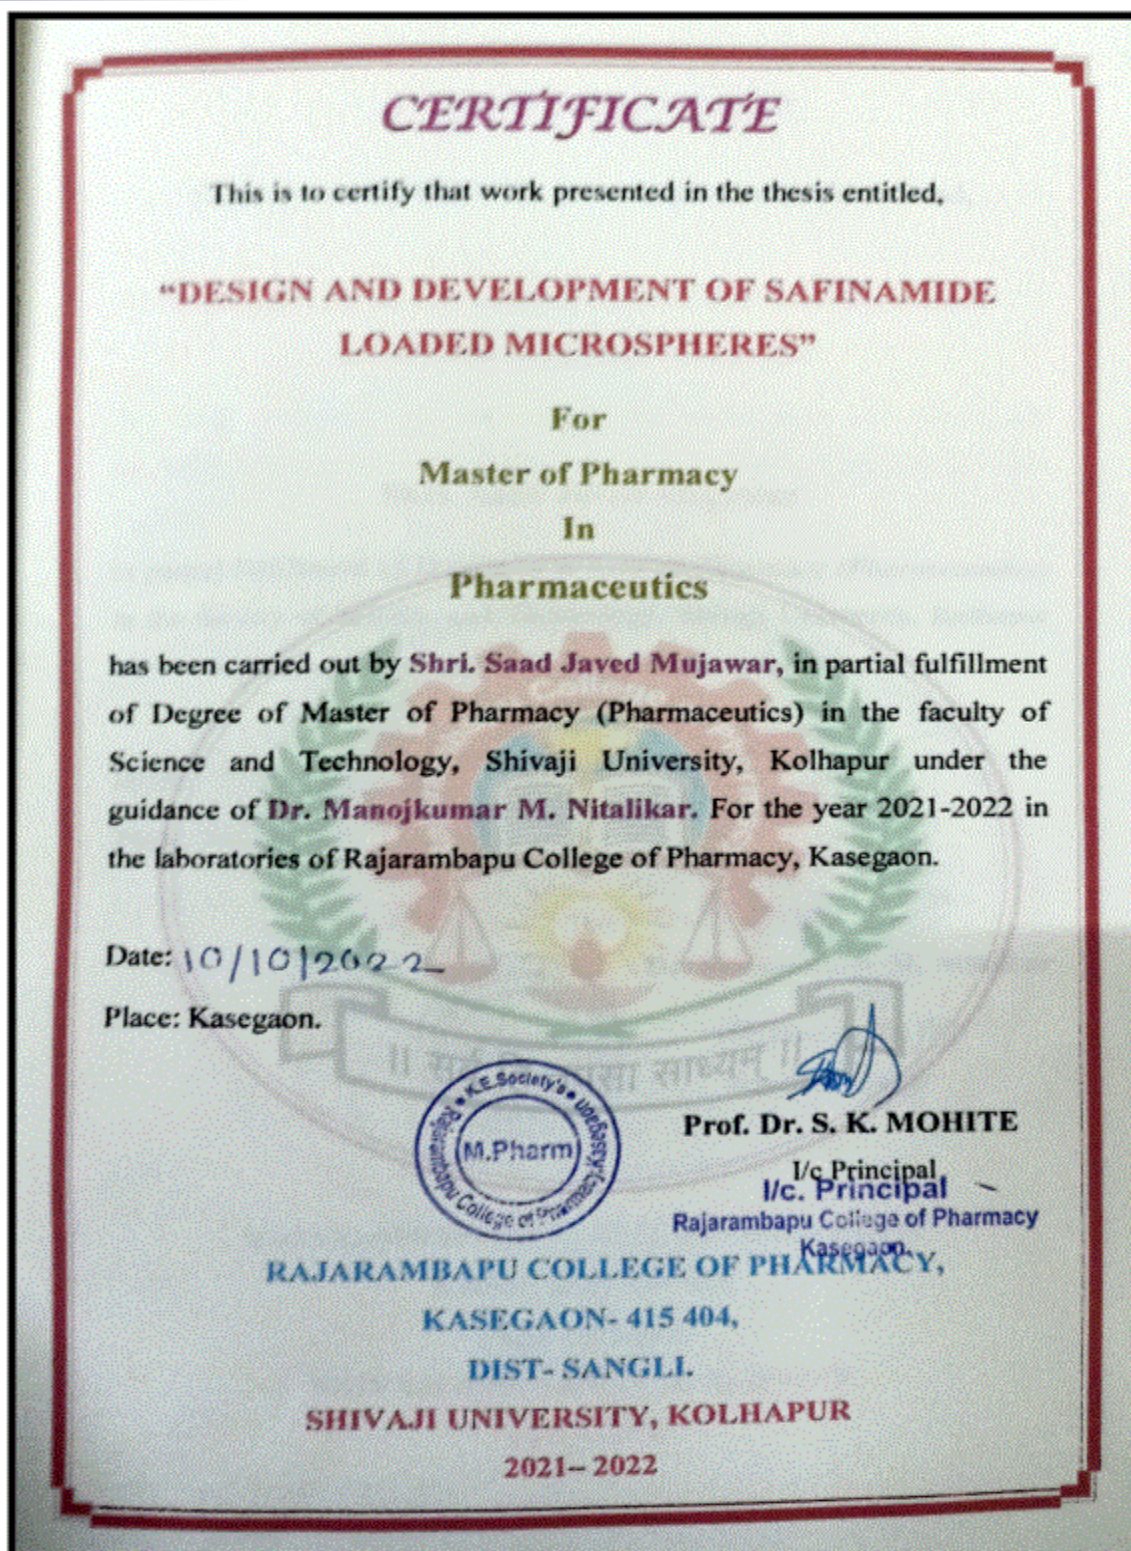 CERTIFICATE
This is to certify that work presented in the thesis entitled,
“DESIGN AND DEVELOPMENT OF SAFINAMIDE
LOADED MICROSPHERES”
For
Master of Pharmacy
In
Pharmaceutics
has been carried out by Shri. Saad Javed Mujawar, in partial fulfillment
of Degree of Master of Pharmacy (Pharmaceutics) in the faculty of
Science and Technology, Shivaji University, Kolhapur under the
guidance of Dr. Manojkumar M. Nitalikar. For the year 2021-2022 in
the laboratories of Rajarambapu College of Pharmacy, Kasegaon.
Date: 10/10/2022
Place: Kasegaon.
साध्यम् ॥
K.E.Society's
Rajarambapu College of Pharmacy, Kasegaon
M.Pharm
Prof. Dr. S. K. MOHITE
I/c Principal
I/c. Principal
Rajarambapu College of Pharmacy
Kasegaon.
RAJARAMBAPU COLLEGE OF PHARMACY,
KASEGAON- 415 404,
DIST- SANGLI.
SHIVAJI UNIVERSITY, KOLHAPUR
2021– 2022